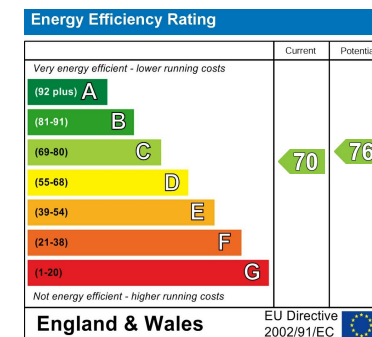 Energy Efficiency Rating
Current Potentia
Very energy efficient - lower running costs
(92 plus) A
(81-91) B
(69-80) C
70 76
(55-68) D
(39-54) E
(21-38) F
(1-20) G
Not energy efficient - higher running costs
England & Wales
EU Directive
2002/91/EC